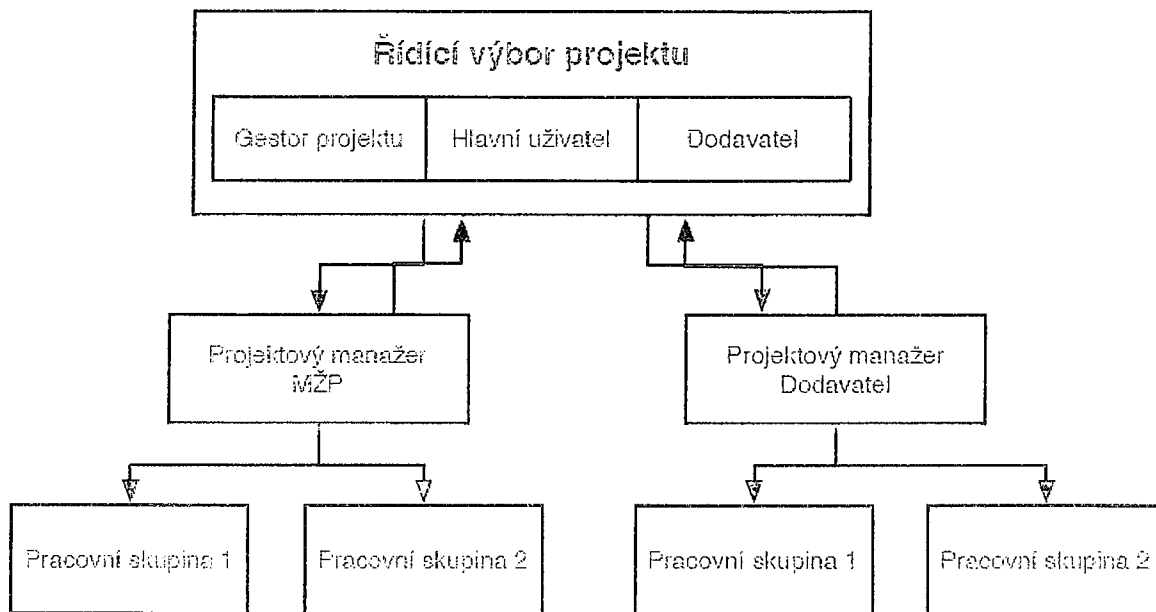 Řídící výbor projektu
Gestor projektu
Hlavní uživatel
Dodavatel
Projektový manažer
MŽP
Projektový manažer
Dodavatel
Pracovní skupina 1
Pracovní skupina 2
Pracovní skupina 1
Pracovní skupina 2